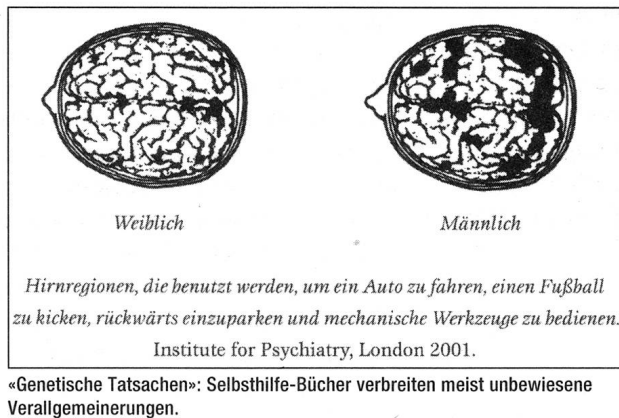 Weiblich
Männlich
Hirnregionen, die benutzt werden, um ein Auto zu fahren, einen Fußball
zu kicken, rückwärts einzuparken und mechanische Werkzeuge zu bedienen.
Institute for Psychiatry, London 2001.
«Genetische Tatsachen»: Selbsthilfe-Bücher verbreiten meist unbewiesene
Verallgemeinerungen.